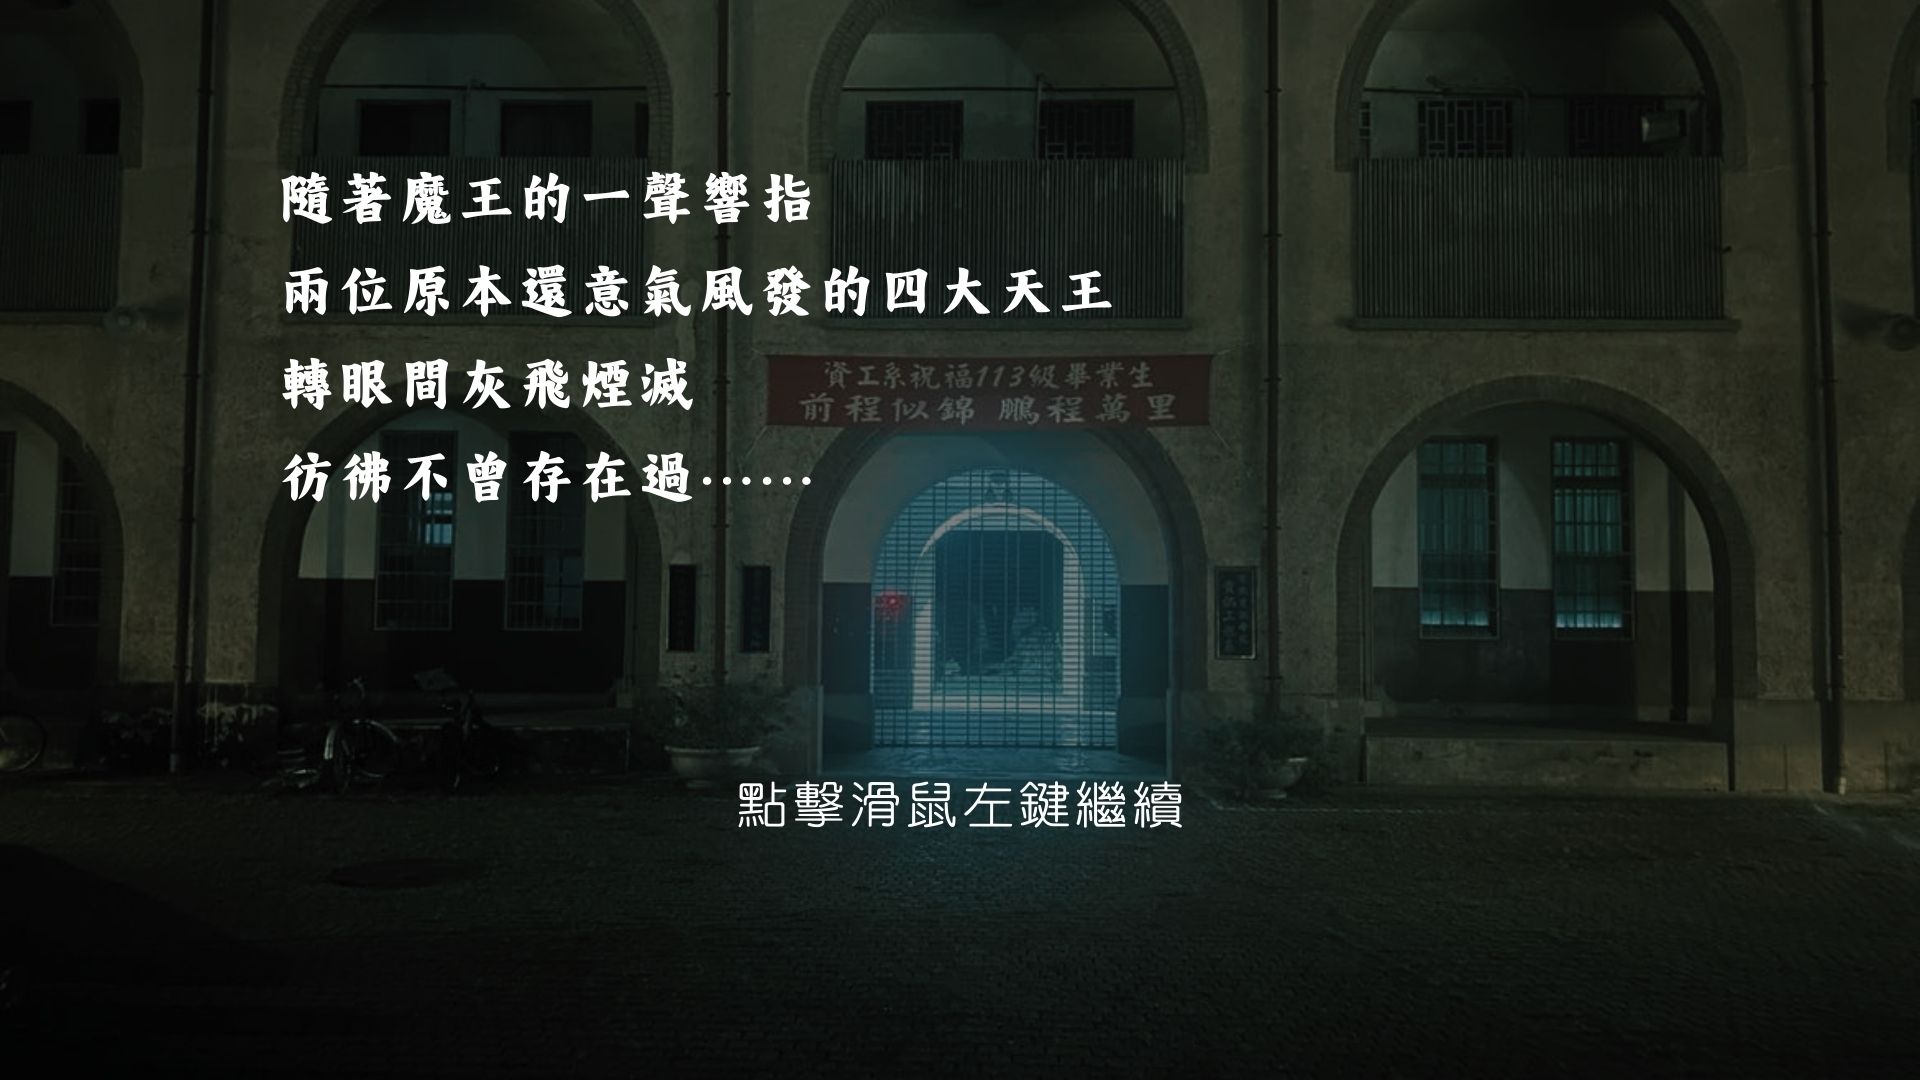 隨著魔王的一聲響指
兩位原本還意氣風發的四大天王
轉眼間灰飛煙滅
彷彿不曾存在過……
資工系祝福113級畢業生
前程似錦 鵬程萬里
點擊滑鼠左鍵繼續